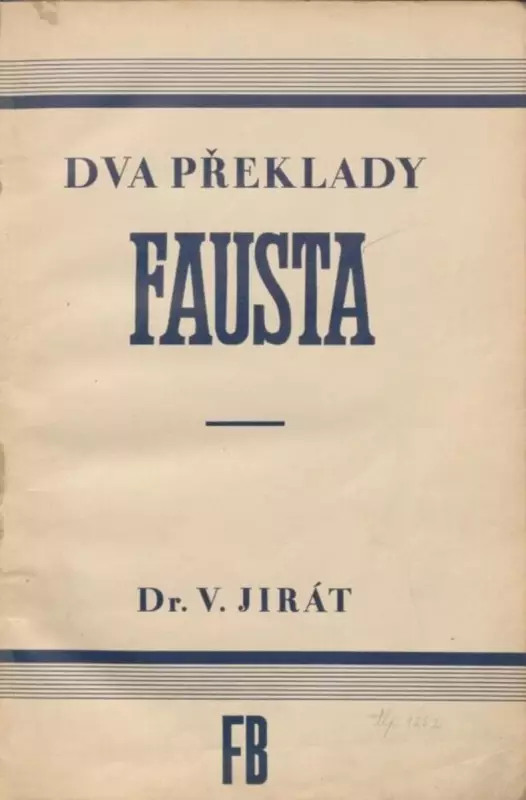 DVA PŘEKLADY
FAUSTA
Dr. V. JIRÁT
FB